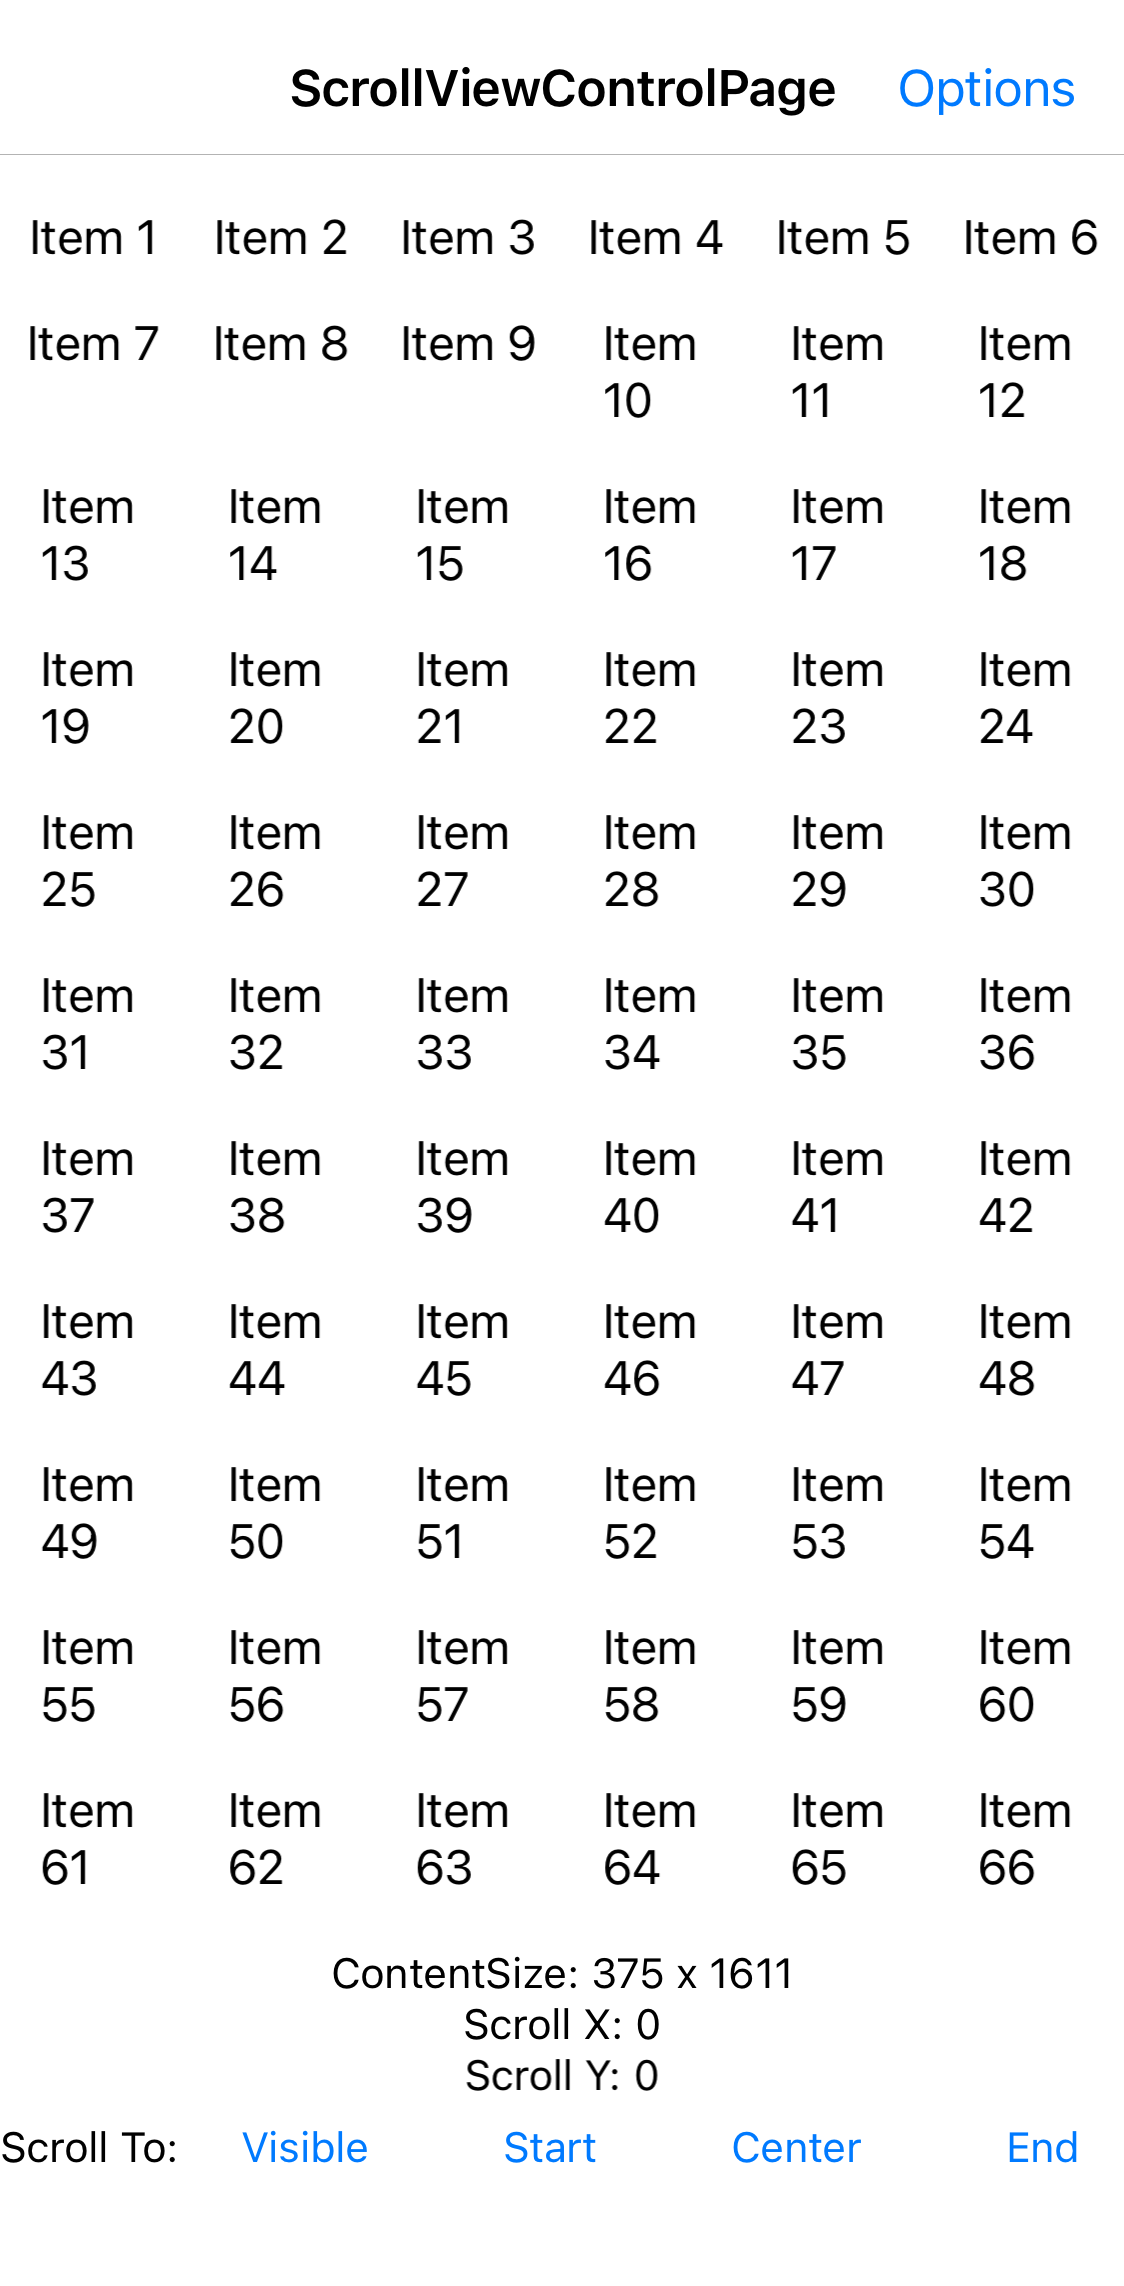 ScrollViewControlPage Options
Item 1 Item 2 Item 3 Item 4 Item 5 Item 6
Item 7 Item 8 Item 9 Item Item Item
10 11 12
Item Item Item Item Item Item
13 14 15 16 17 18
Item Item Item Item Item Item
19 20 21 22 23 24
Item Item Item Item Item Item
25 26 27 28 29 30
Item Item Item Item Item Item
31 32 33 34 35 36
Item Item Item Item Item Item
37 38 39 40 41 42
Item Item Item Item Item Item
43 44 45 46 47 48
Item Item Item Item Item Item
49 50 51 52 53 54
Item Item Item Item Item Item
55 56 57 58 59 60
Item Item Item Item Item Item
61 62 63 64 65 66
ContentSize: 375 x 1611
Scroll X: 0
Scroll Y: 0
Scroll To: Visible Start Center End